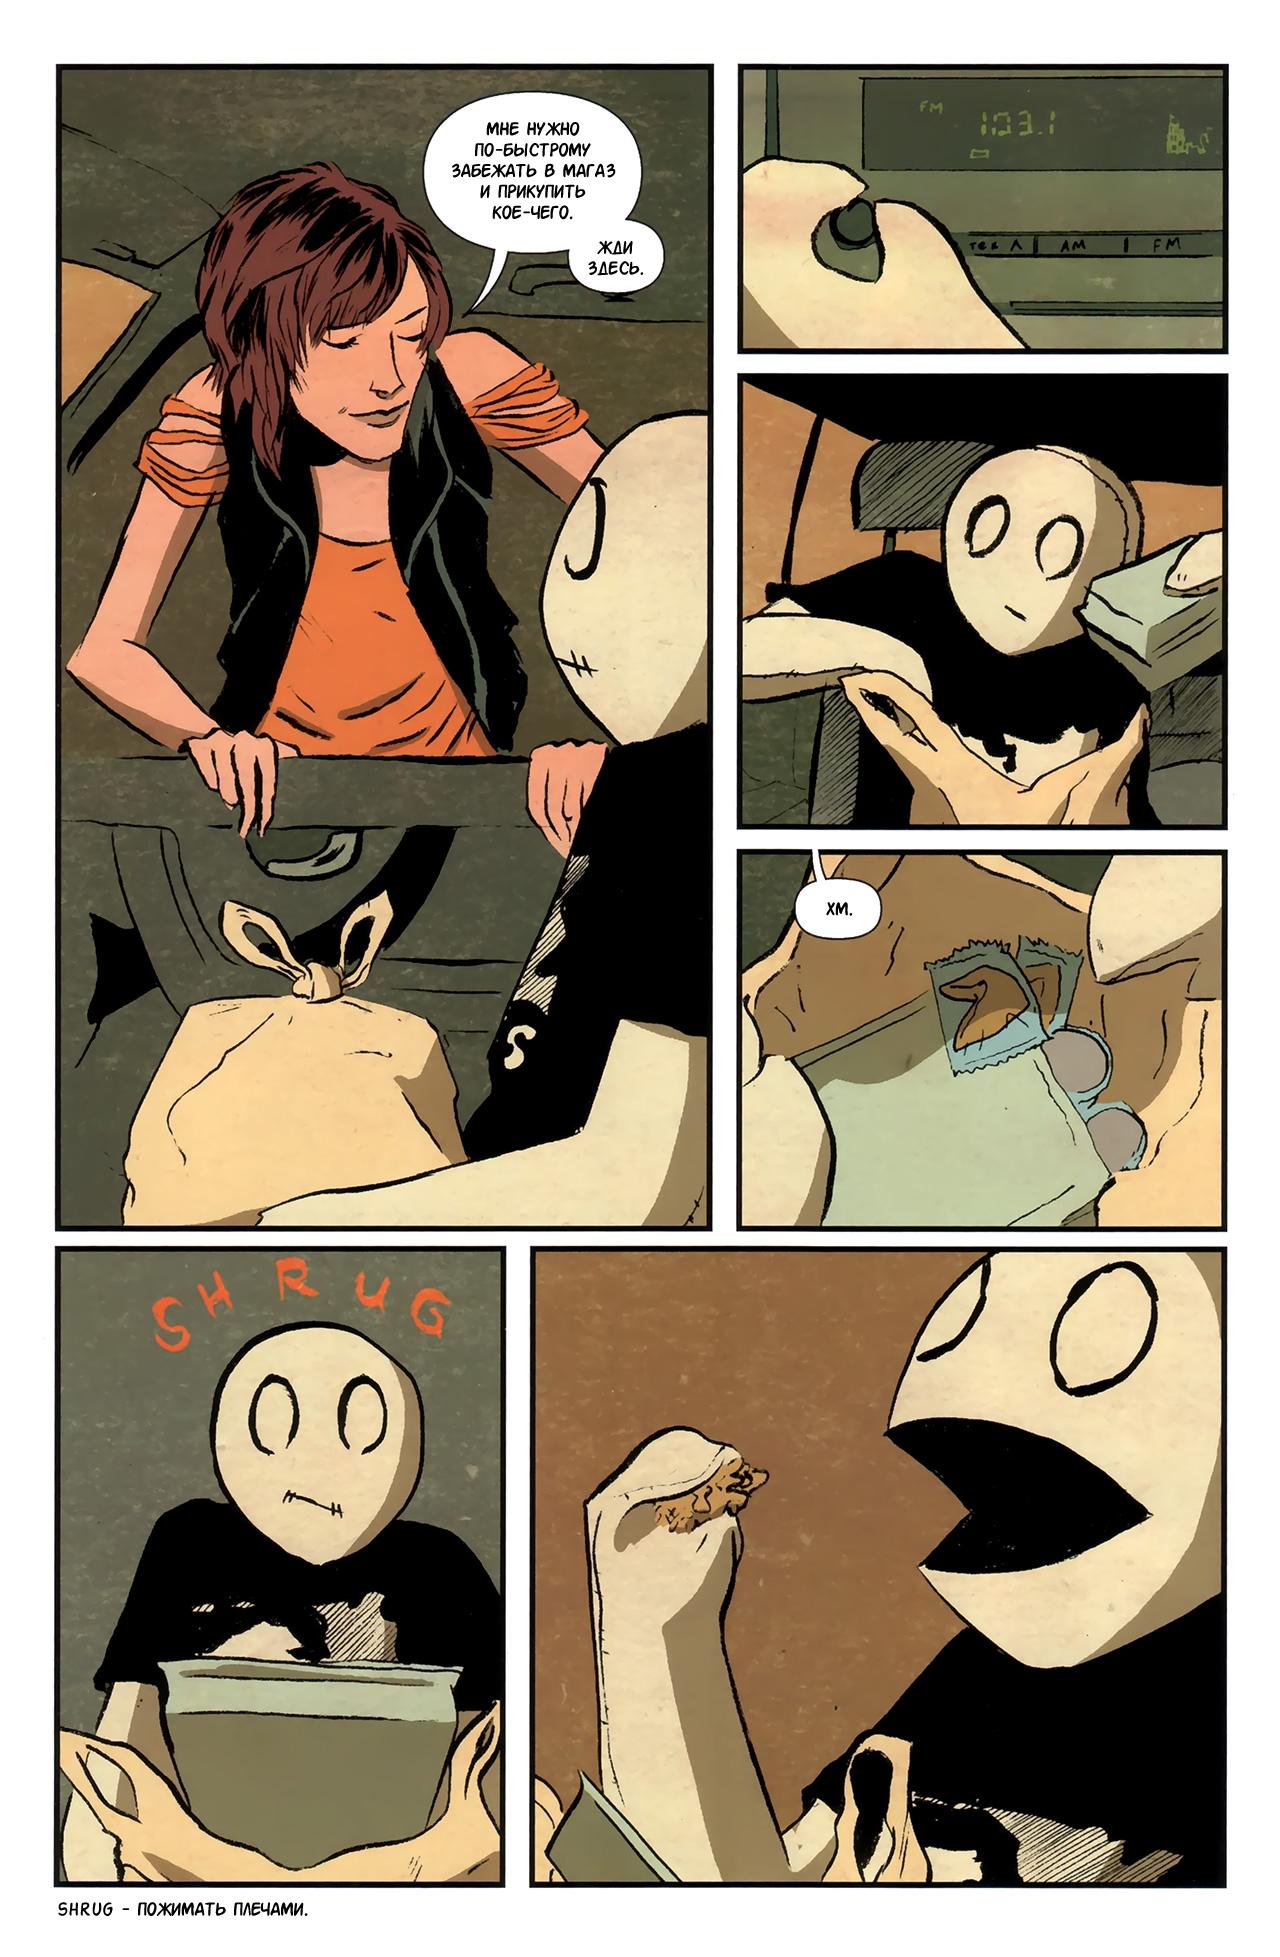 МНЕ НУЖНО
ПО-БЫСТРОМУ
ЗАБЕЖАТЬ В МАГАЗ
И ПРИКУПИТЬ
КОЕ-ЧЕГО.
ЖДИ
ЗДЕСЬ.
FM
103.1
AM
FM
S
ХМ.
SHRUG
SHRUG - ПОЖИМАТЬ ПЛЕЧАМИ.